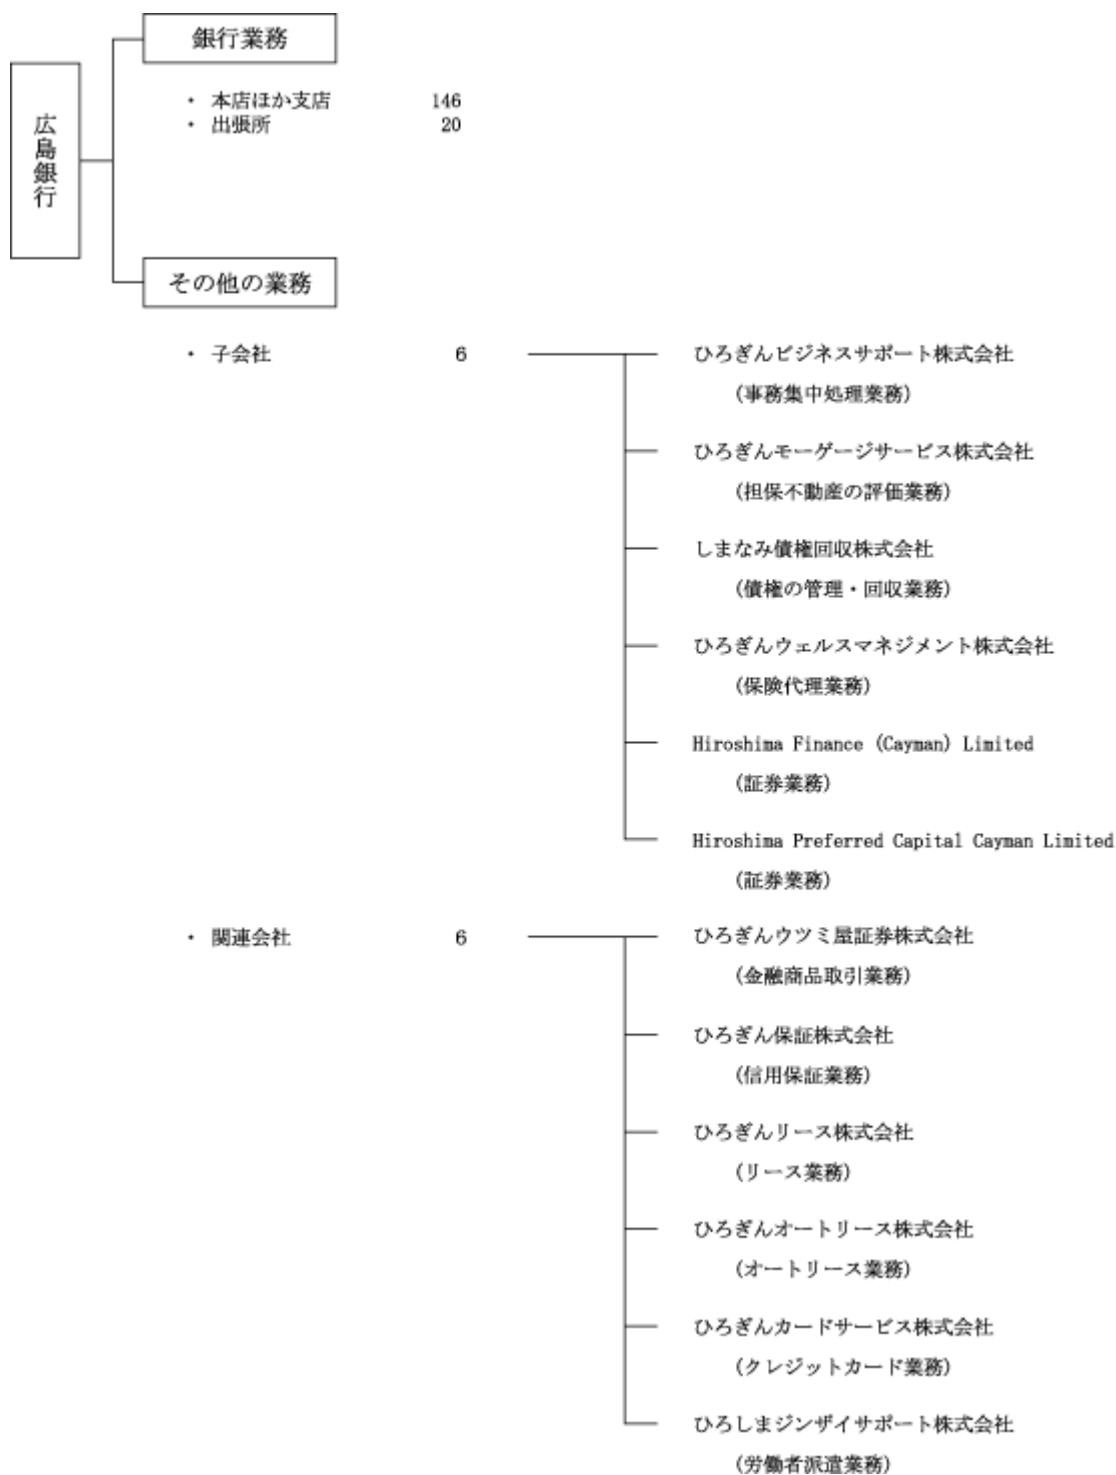 銀行業務
・ 本店ほか支店 146
・ 出張所 20
広島銀行
その他の業務
・ 子会社 6
ひろぎんビジネスサポート株式会社
(事務集中処理業務)
ひろぎんモーゲージサービス株式会社
(担保不動産の評価業務)
しまなみ債権回収株式会社
(債権の管理・回収業務)
ひろぎんウェルスマネジメント株式会社
(保険代理業務)
Hiroshima Finance (Cayman) Limited
(証券業務)
Hiroshima Preferred Capital Cayman Limited
(証券業務)
・ 関連会社 6
ひろぎんウツミ屋証券株式会社
(金融商品取引業務)
ひろぎん保証株式会社
(信用保証業務)
ひろぎんリース株式会社
(リース業務)
ひろぎんオートリース株式会社
(オートリース業務)
ひろぎんカードサービス株式会社
(クレジットカード業務)
ひろしまジンザイサポート株式会社
(労働者派遣業務)